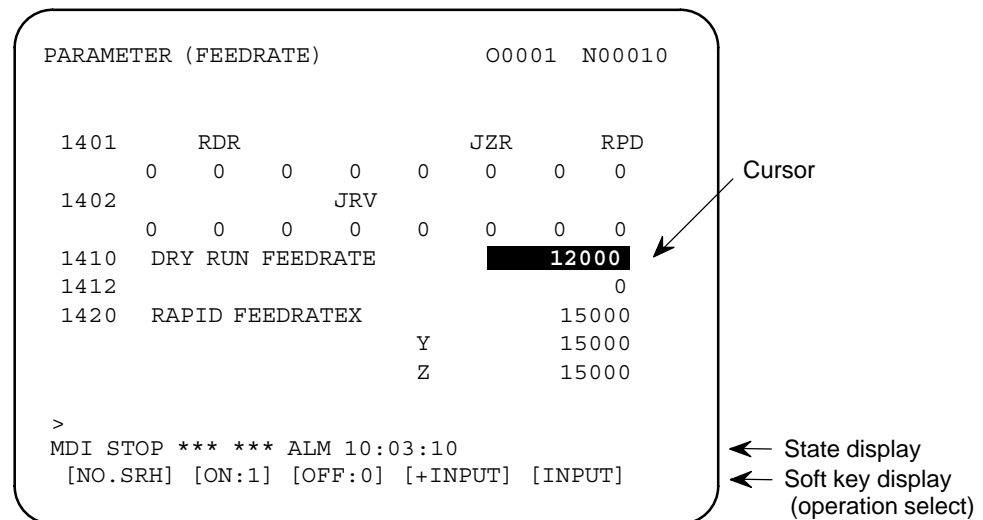 PARAMETER (FEEDRATE) O0001 N00010
1401 RDR JZR RPD
0 0 0 0 0 0 0 0
Cursor
1402 JRV
0 0 0 0 0 0 0 0
1410 DRY RUN FEEDRATE 12000
1412 0
1420 RAPID FEEDRATEX 15000
Y 15000
Z 15000
>
MDI STOP *** *** ALM 10:03:10
State display
[NO.SRH] [ON:1] [OFF:0] [+INPUT] [INPUT]
Soft key display
(operation select)